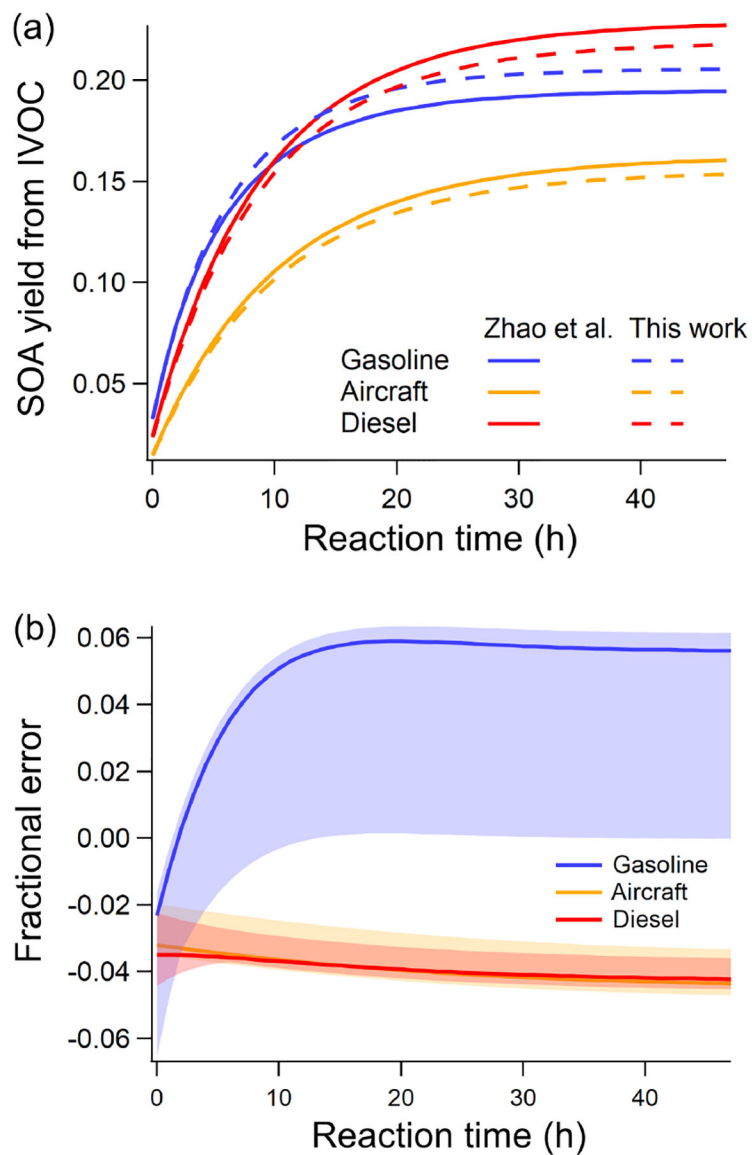 (a)
SOA yield from IVOC
0.20
0.15
0.10
0.05
Zhao et al. This work
Gasoline
Aircraft
Diesel
0 10 20 30 40
Reaction time (h)
(b)
Fractional error
0.06
0.04
0.02
0.00
-0.02
-0.04
-0.06
Gasoline
Aircraft
Diesel
0 10 20 30 40
Reaction time (h)